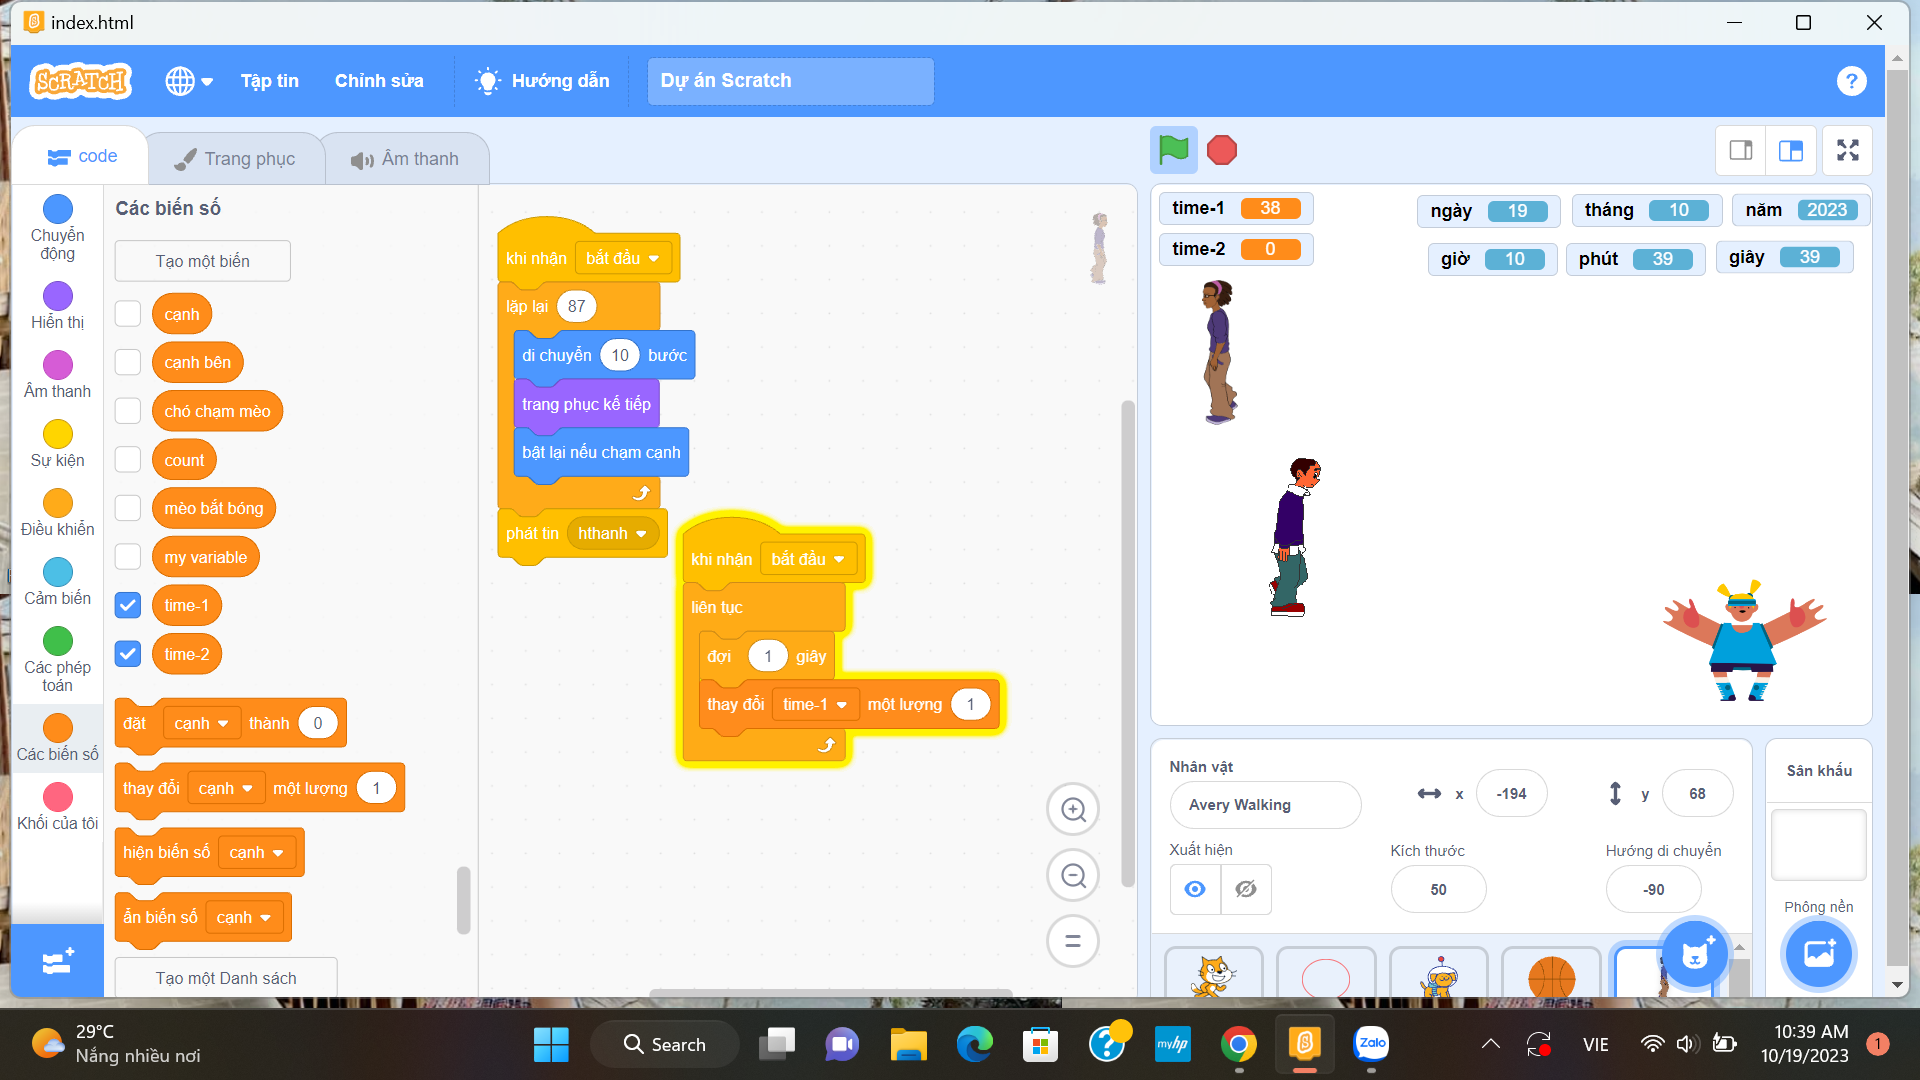 index.html
SCRATCH
Tập tin
Chỉnh sửa
Hướng dẫn
Dự án Scratch
?
code
Trang phục
Âm thanh
Chuyển động
Hiển thị
Âm thanh
Sự kiện
Điều khiển
Cảm biến
Các phép toán
Các biến số
Khối của tôi
Các biến số
Tạo một biến
cạnh
cạnh bên
chó chạm mèo
count
mèo bắt bóng
my variable
time-1
time-2
đặt cạnh thành 0
thay đổi cạnh một lượng 1
hiện biến số cạnh
ẩn biến số cạnh
Tạo một Danh sách
khi nhận bắt đầu
lặp lại 87
di chuyển 10 bước
trang phục kế tiếp
bật lại nếu chạm cạnh
phát tin hthanh
khi nhận bắt đầu
liên tục
đợi 1 giây
thay đổi time-1 một lượng 1
time-1 38
time-2 0
ngày 19
tháng 10
năm 2023
giờ 10
phút 39
giây 39
Nhân vật
Avery Walking
x -194
y 68
Xuất hiện
Kích thước
50
Hướng di chuyển
-90
Sân khấu
Phông nền
29°C
Nắng nhiều nơi
Search
?
myhp
Zalo
VIE
10:39 AM
10/19/2023
1